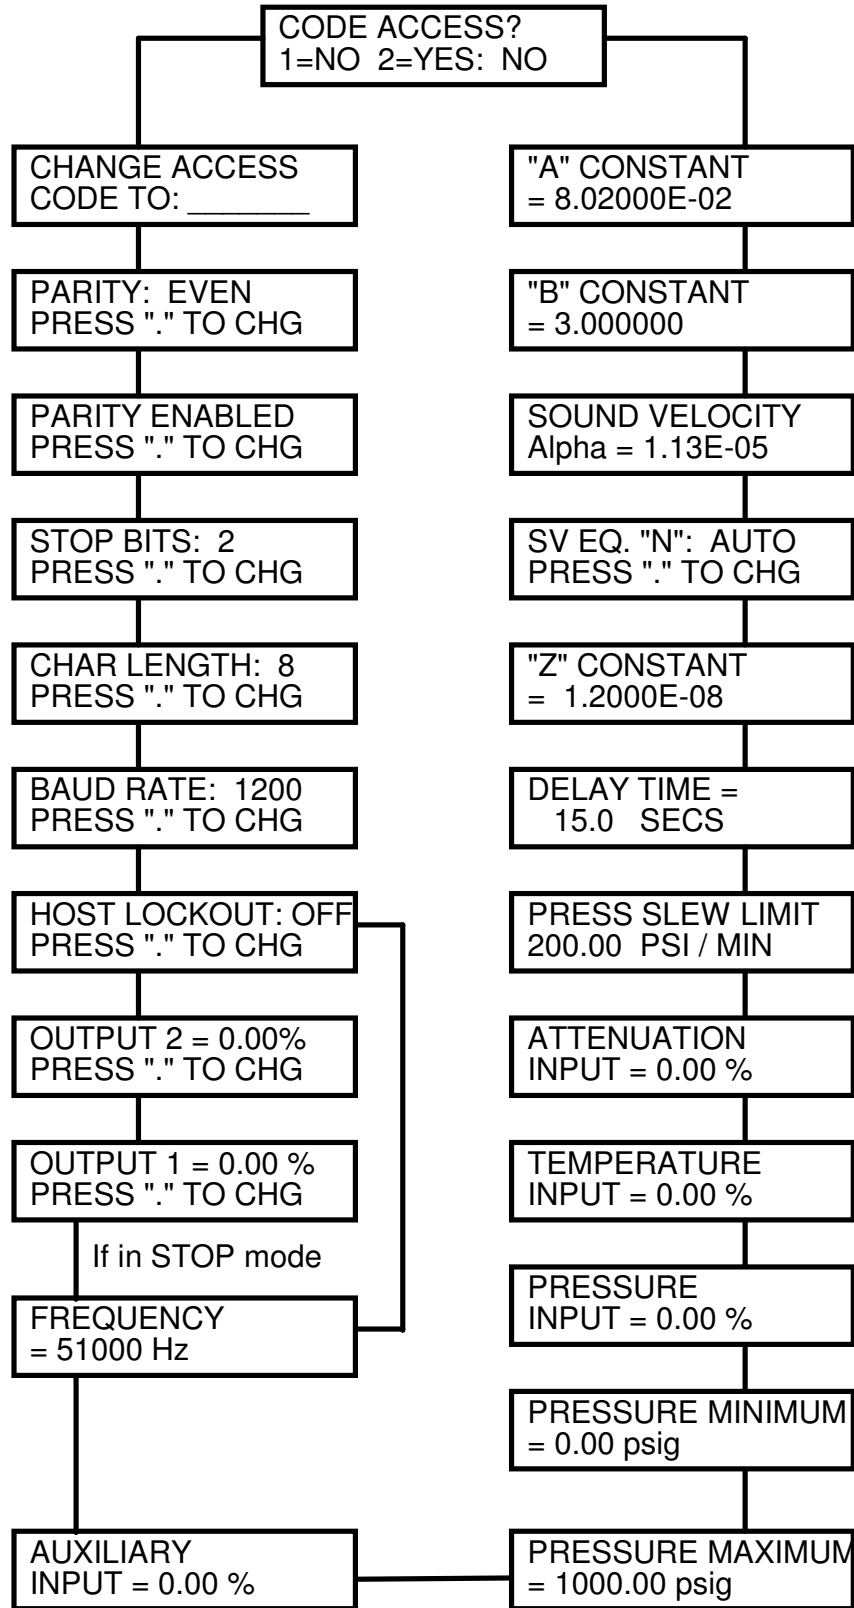 CODE ACCESS?
1=NO 2=YES: NO
CHANGE ACCESS
CODE TO: _______
PARITY: EVEN
PRESS "." TO CHG
PARITY ENABLED
PRESS "." TO CHG
STOP BITS: 2
PRESS "." TO CHG
CHAR LENGTH: 8
PRESS "." TO CHG
BAUD RATE: 1200
PRESS "." TO CHG
HOST LOCKOUT: OFF
PRESS "." TO CHG
OUTPUT 2 = 0.00%
PRESS "." TO CHG
OUTPUT 1 = 0.00 %
PRESS "." TO CHG
If in STOP mode
FREQUENCY
= 51000 Hz
AUXILIARY
INPUT = 0.00 %
"A" CONSTANT
= 8.02000E-02
"B" CONSTANT
= 3.000000
SOUND VELOCITY
Alpha = 1.13E-05
SV EQ. "N": AUTO
PRESS "." TO CHG
"Z" CONSTANT
= 1.2000E-08
DELAY TIME =
15.0 SECS
PRESS SLEW LIMIT
200.00 PSI / MIN
ATTENUATION
INPUT = 0.00 %
TEMPERATURE
INPUT = 0.00 %
PRESSURE
INPUT = 0.00 %
PRESSURE MINIMUM
= 0.00 psig
PRESSURE MAXIMUM
= 1000.00 psig